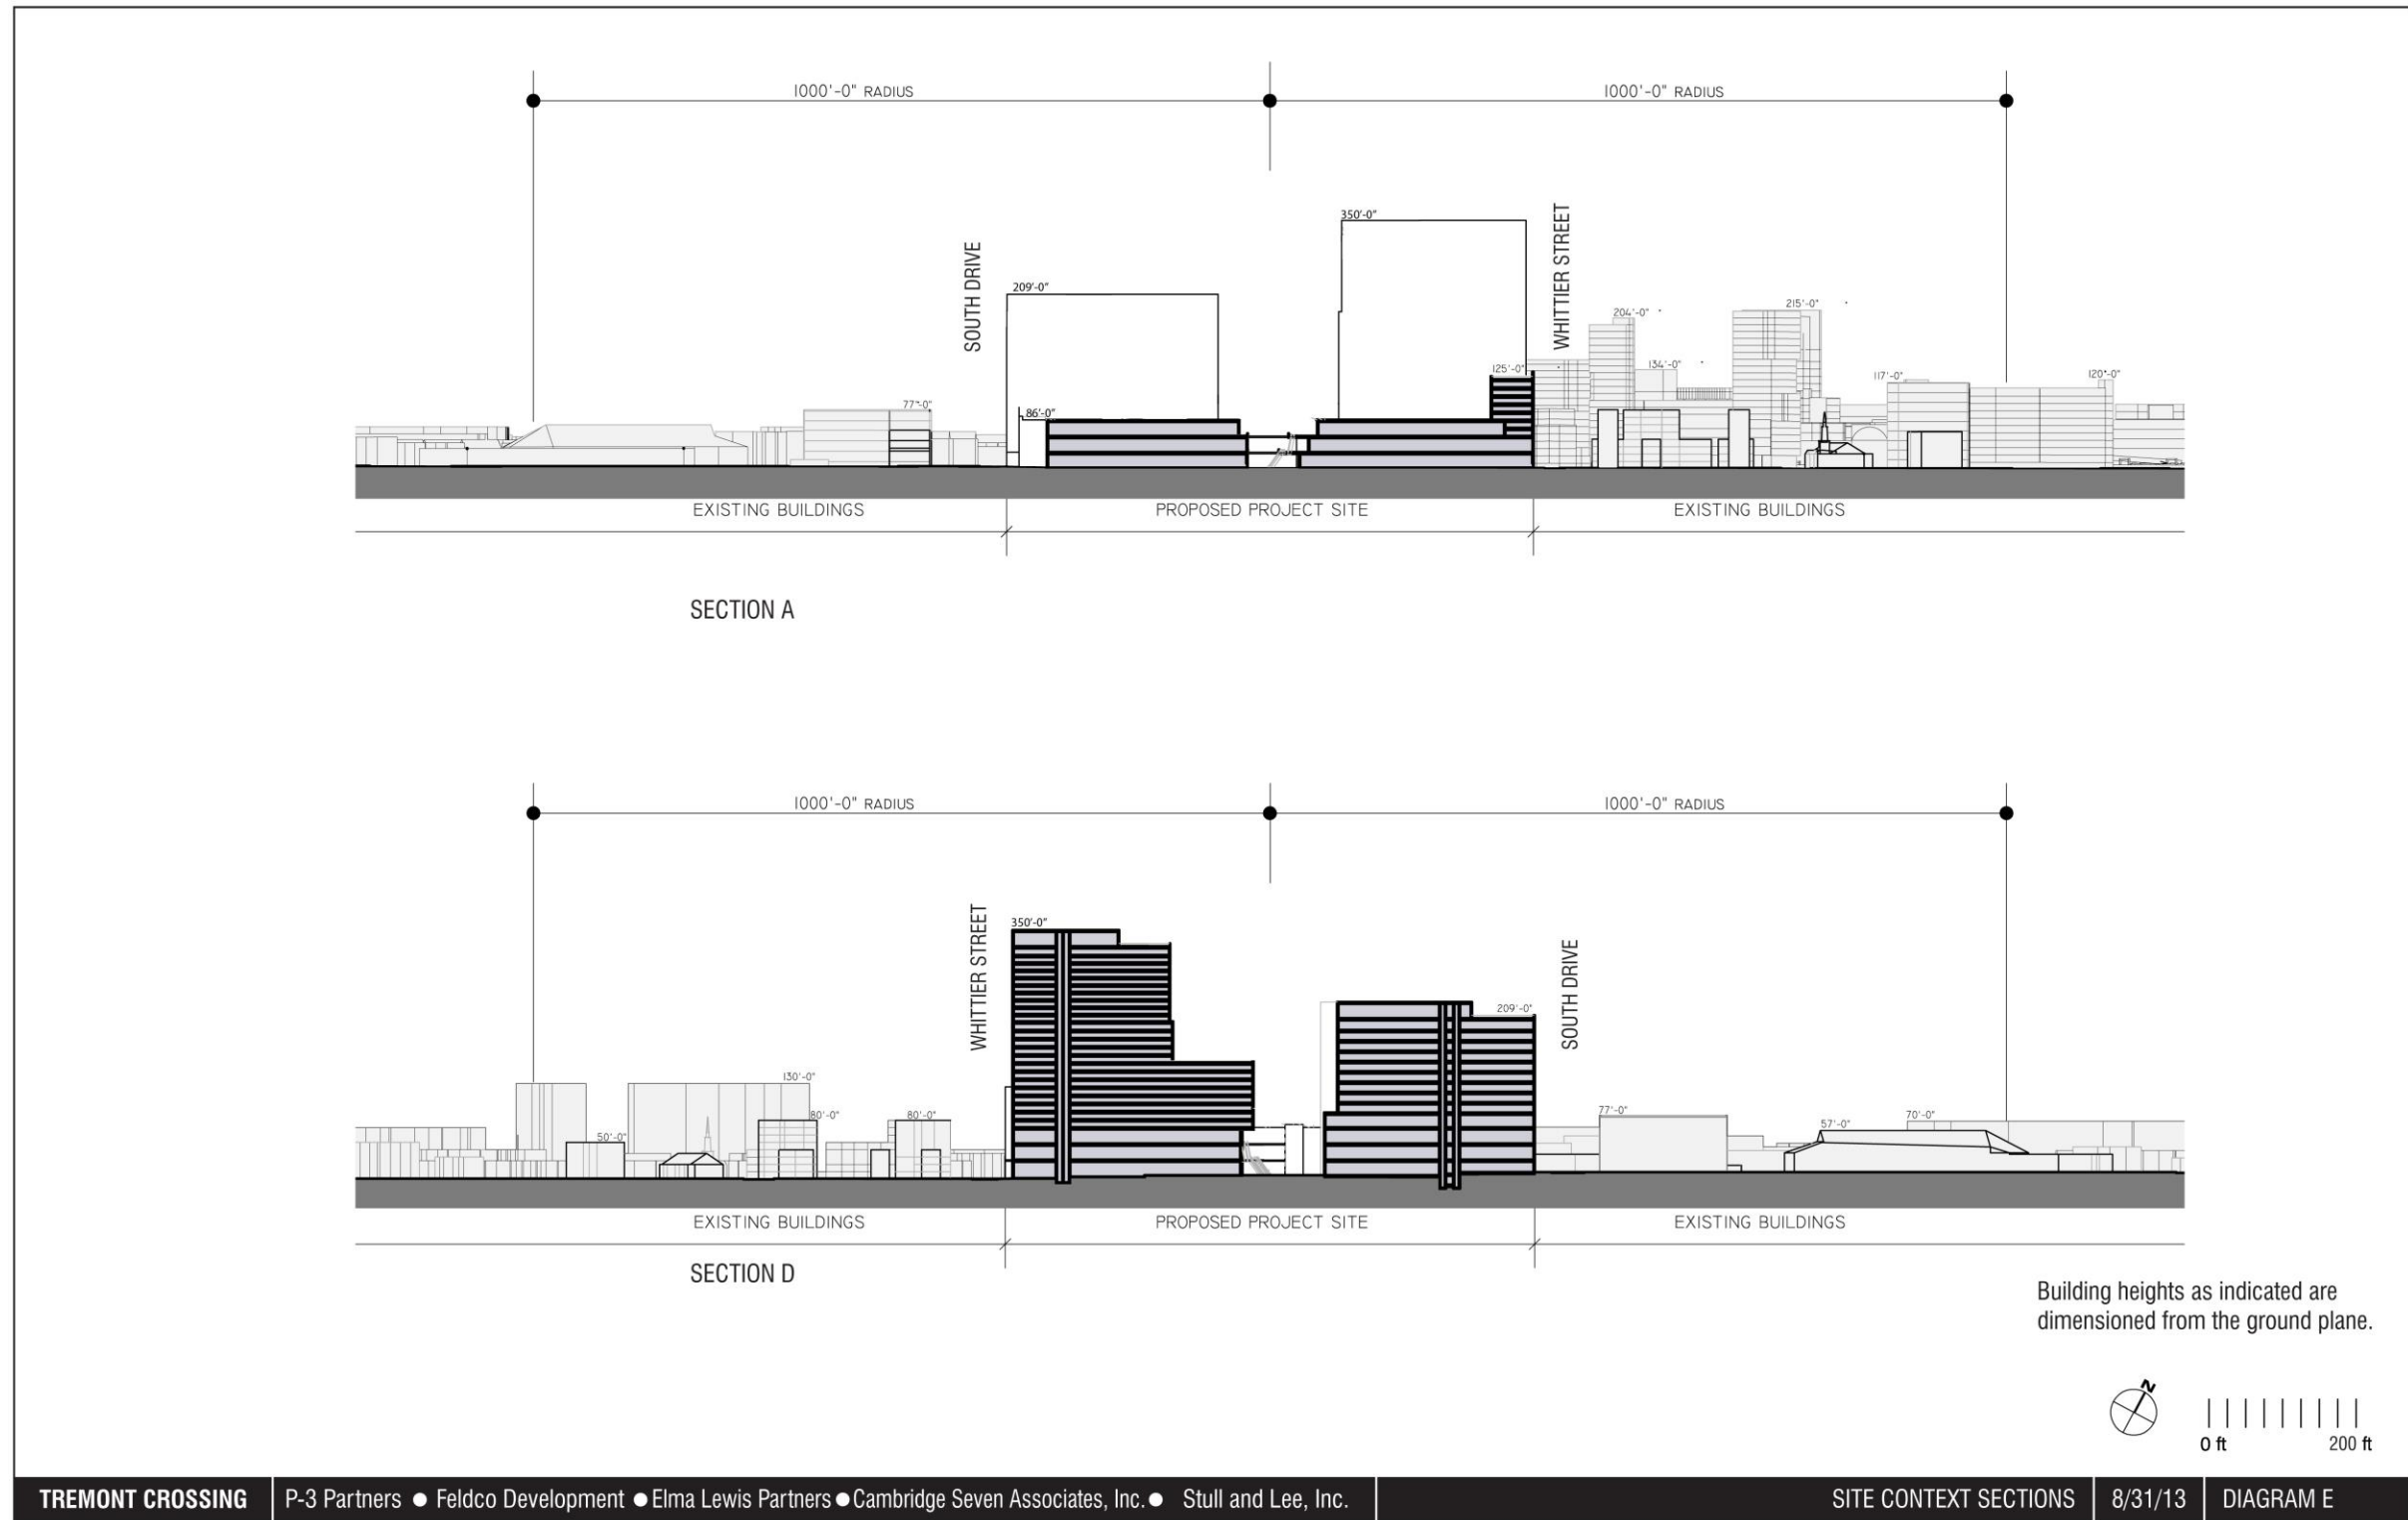 1000'-0" RADIUS
1000'-0" RADIUS
350'-0"
WHITTIER STREET
SOUTH DRIVE
209'-0"
204'-0"
215'-0"
134'-0"
125'-0"
117'-0"
120'-0"
77'-0"
86'-0"
EXISTING BUILDINGS
PROPOSED PROJECT SITE
EXISTING BUILDINGS
SECTION A
1000'-0" RADIUS
1000'-0" RADIUS
WHITTIER STREET
350'-0"
SOUTH DRIVE
209'-0"
130'-0"
80'-0"
80'-0"
50'-0"
77'-0"
57'-0"
70'-0"
EXISTING BUILDINGS
PROPOSED PROJECT SITE
EXISTING BUILDINGS
SECTION D
Building heights as indicated are
dimensioned from the ground plane.
N
0 ft
200 ft
TREMONT CROSSING
P-3 Partners ● Feldco Development ● Elma Lewis Partners ● Cambridge Seven Associates, Inc. ● Stull and Lee, Inc.
SITE CONTEXT SECTIONS
8/31/13
DIAGRAM E